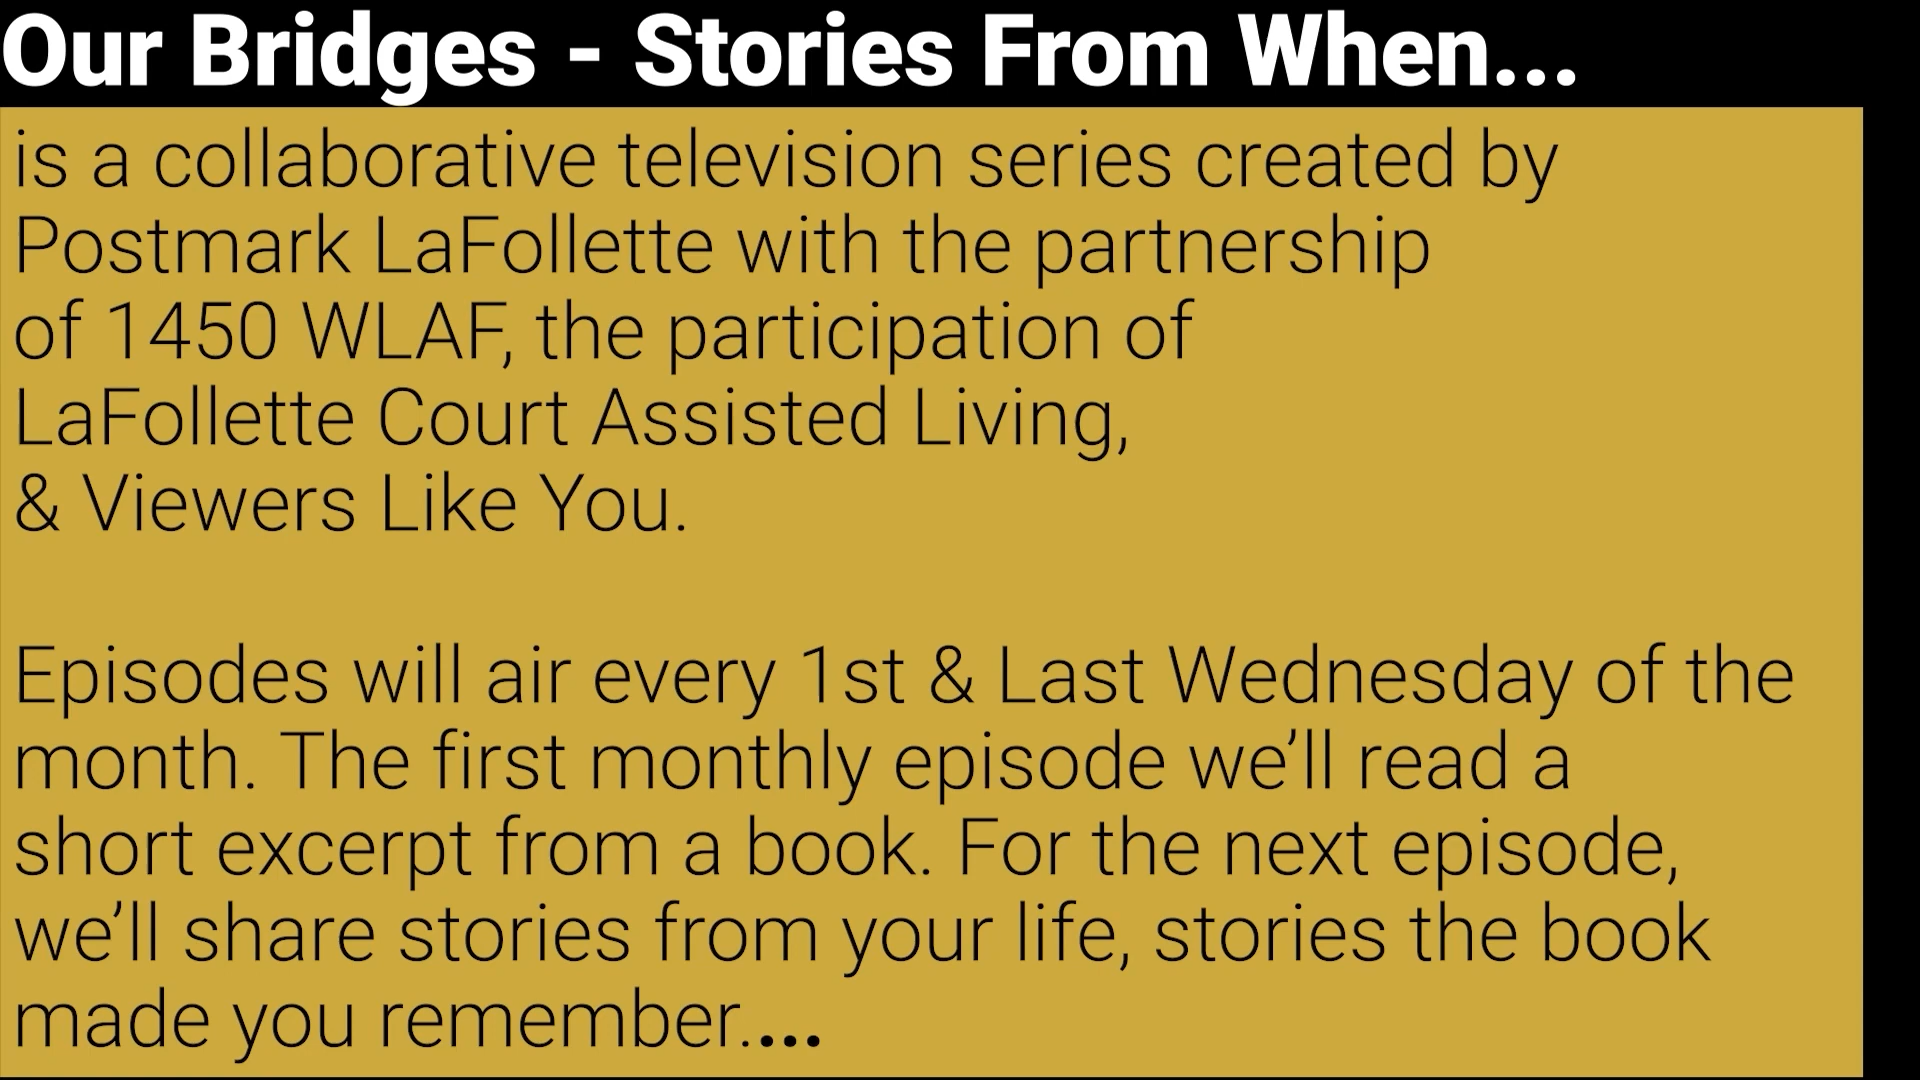 Our Bridges - Stories From When...
is a collaborative television series created by
Postmark LaFollette with the partnership
of 1450 WLAF, the participation of
LaFollette Court Assisted Living,
& Viewers Like You.
Episodes will air every 1st & Last Wednesday of the
month. The first monthly episode we’ll read a
short excerpt from a book. For the next episode,
we’ll share stories from your life, stories the book
made you remember....